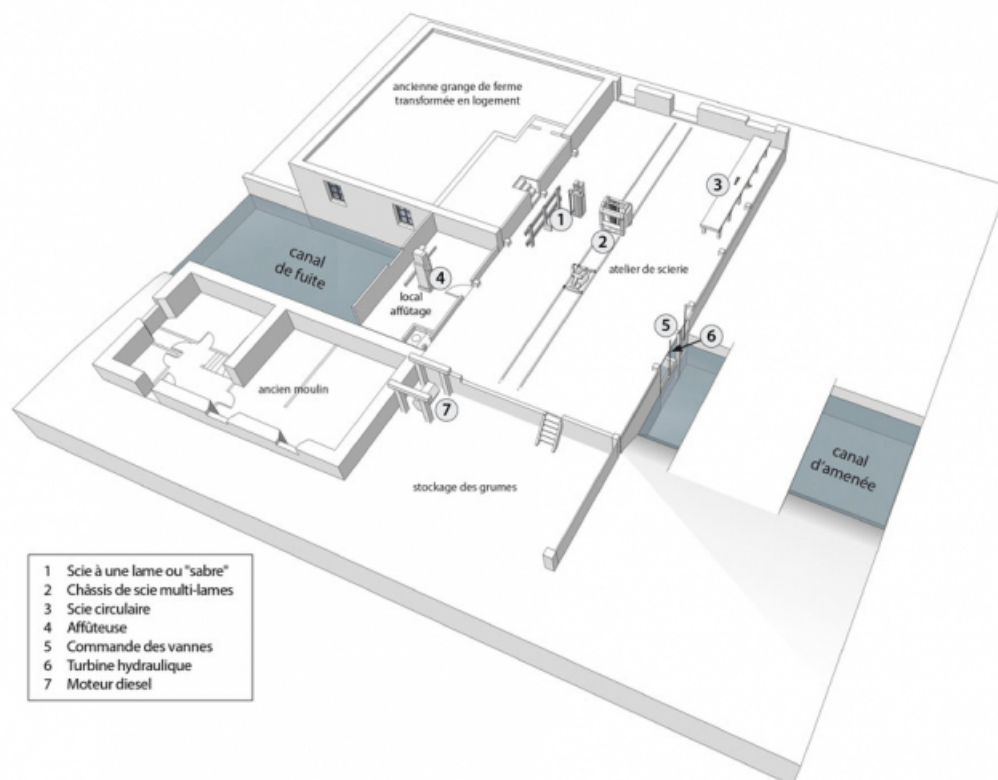 ancienne grange de ferme
transformée en logement
3
1
2
canal
de fuite
4
atelier de scierie
local
affûtage
5
6
ancien moulin
7
canal
d'amenée
stockage des grumes
1 Scie à une lame ou "sabre"
2 Châssis de scie multi-lames
3 Scie circulaire
4 Affûteuse
5 Commande des vannes
6 Turbine hydraulique
7 Moteur diesel